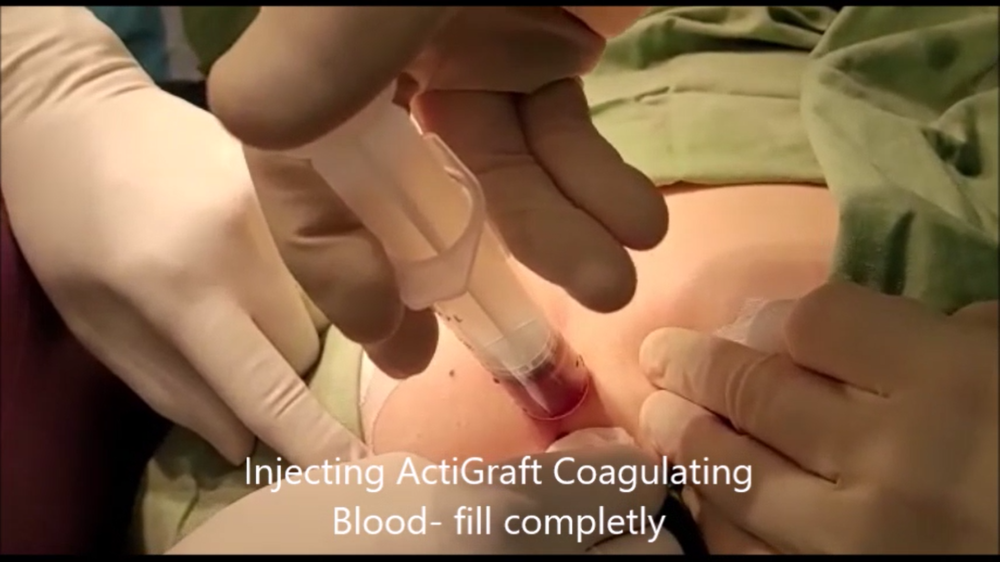 Injecting ActiGraft Coagulating
Blood- fill completly